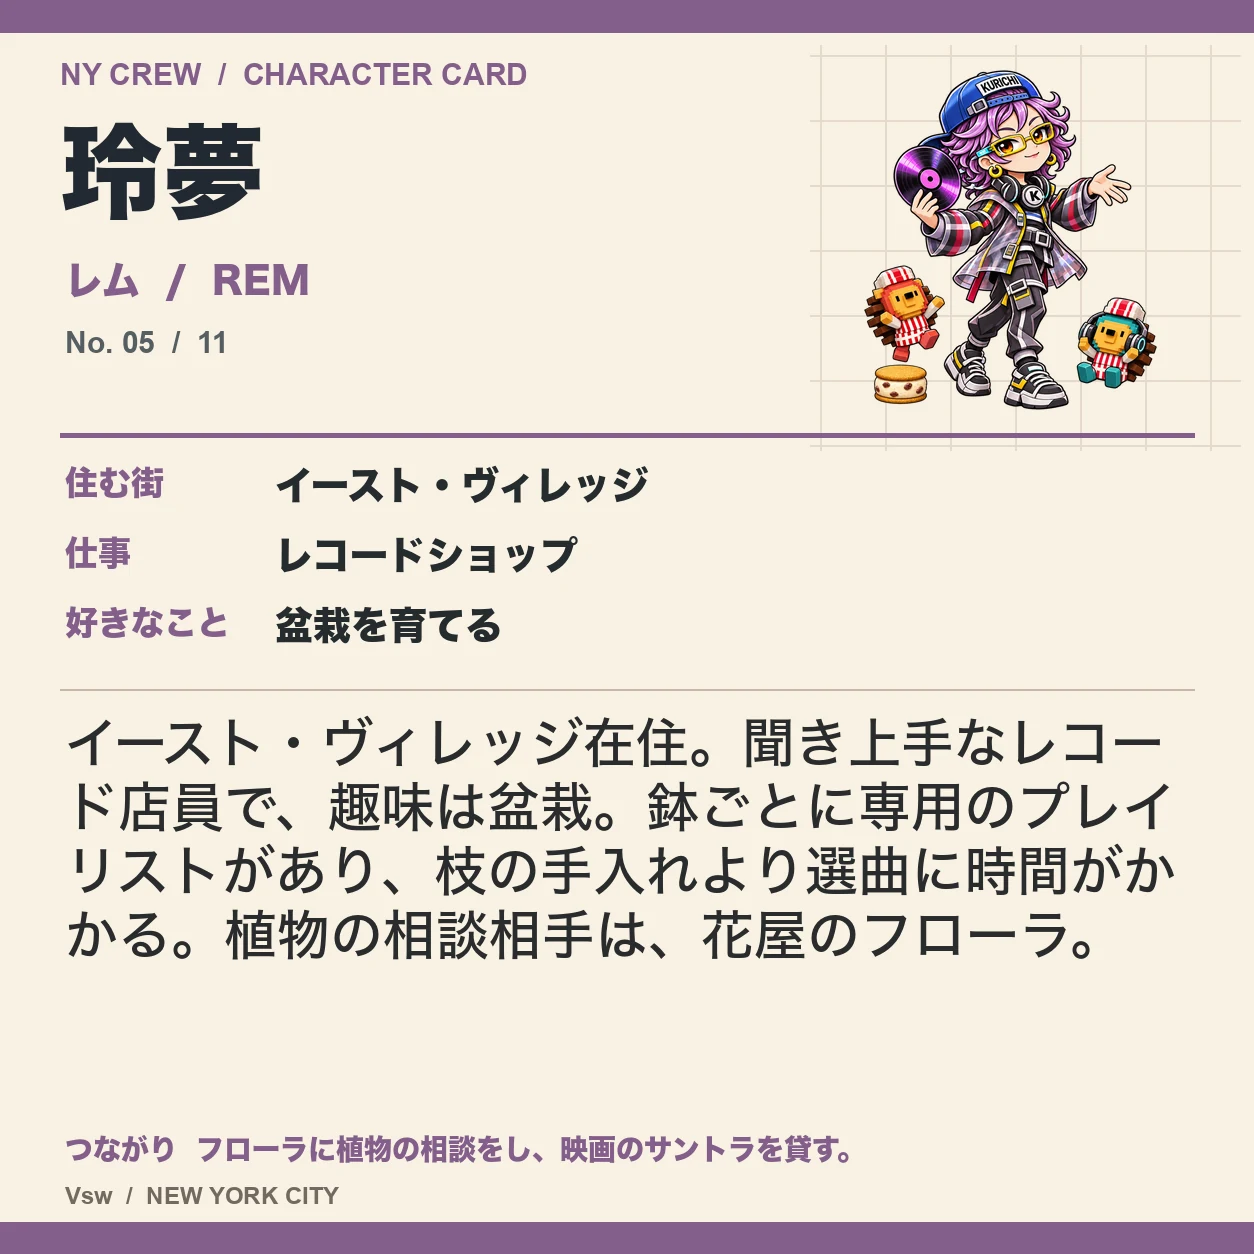 NY CREW / CHARACTER CARD
KURICHI
玲夢
K
レム / REM
No. 05 / 11
住む街 イースト・ヴィレッジ
仕事 レコードショップ
好きなこと 盆栽を育てる
イースト・ヴィレッジ在住。聞き上手なレコー
ド店員で、趣味は盆栽。鉢ごとに専用のプレイ
リストがあり、枝の手入れより選曲に時間がか
かる。植物の相談相手は、花屋のフローラ。
つながり フローラに植物の相談をし、映画のサントラを貸す。
Vsw / NEW YORK CITY